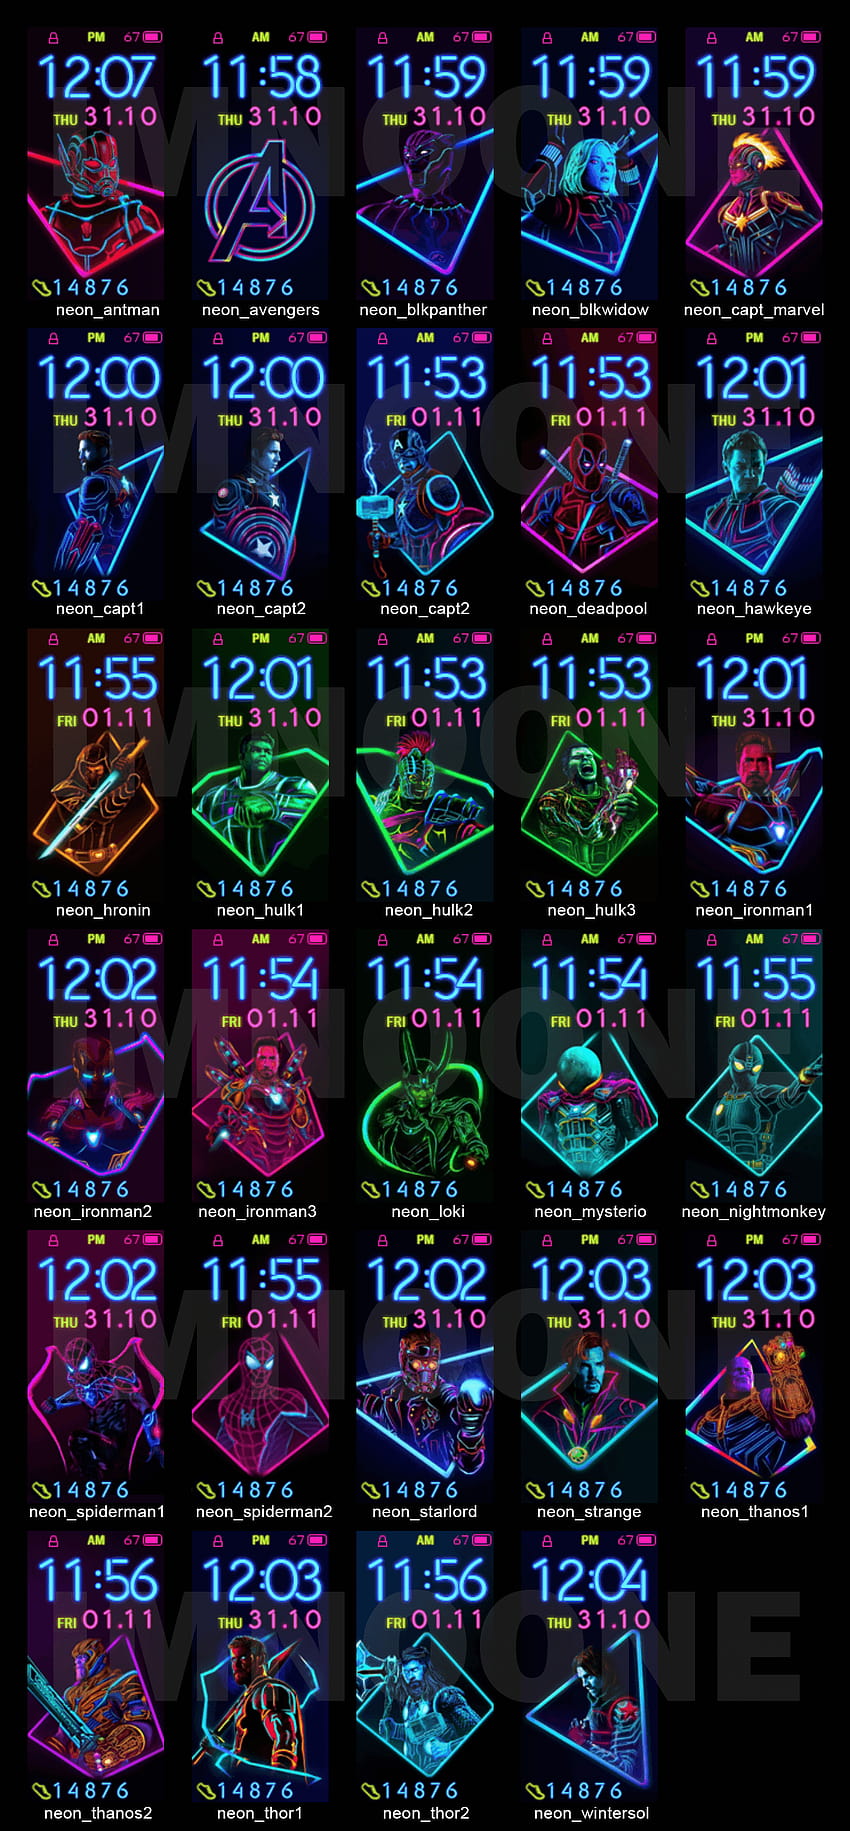 PM 67 AM 67 AM 67 AM 67 AM 67
12:07 11:58 11:59 11:59 11:59
THU 31.10 THU 31.10 THU 31.10 THU 31.10 THU 31.10
A
14876 14876 14876 14876 14876
neon_antman neon_avengers neon_blkpanther neon_blkwidow neon_capt_marvel
PM 67 PM 67 AM 67 AM 67 PM 67
12:00 12:00 11:53 11:53 12:01
THU 31.10 THU 31.10 FRI 01.11 FRI 01.11 THU 31.10
A
14876 14876 14876 14876 14876
neon_capt1 neon_capt2 neon_capt2 neon_deadpool neon_hawkeye
AM 67 PM 67 AM 67 AM 67 PM 67
11:55 12:01 11:53 11:53 12:01
FRI 01.11 THU 31.10 FRI 01.11 FRI 01.11 THU 31.10
14876 14876 14876 14876 14876
neon_hronin neon_hulk1 neon_hulk2 neon_hulk3 neon_ironman1
PM 67 AM 67 AM 67 AM 67 AM 67
12:02 11:54 11:54 11:54 11:55
THU 31.10 FRI 01.11 FRI 01.11 FRI 01.11 FRI 01.11
14876 14876 14876 14876 14876
neon_ironman2 neon_ironman3 neon_loki neon_mysterio neon_nightmonkey
PM 67 AM 67 PM 67 PM 67 PM 67
12:02 11:55 12:02 12:03 12:03
THU 31.10 FRI 01.11 THU 31.10 THU 31.10 THU 31.10
14876 14876 14876 14876 14876
neon_spiderman1 neon_spiderman2 neon_starlord neon_strange neon_thanos1
AM 67 PM 67 AM 67 PM 67
11:56 12:03 11:56 12:04
FRI 01.11 THU 31.10 FRI 01.11 THU 31.10
14876 14876 14876 14876
neon_thanos2 neon_thor1 neon_thor2 neon_wintersol
IMNOONE
IMNOONE
IMNOONE
IMNOONE
IMNOONE
IMNOONE